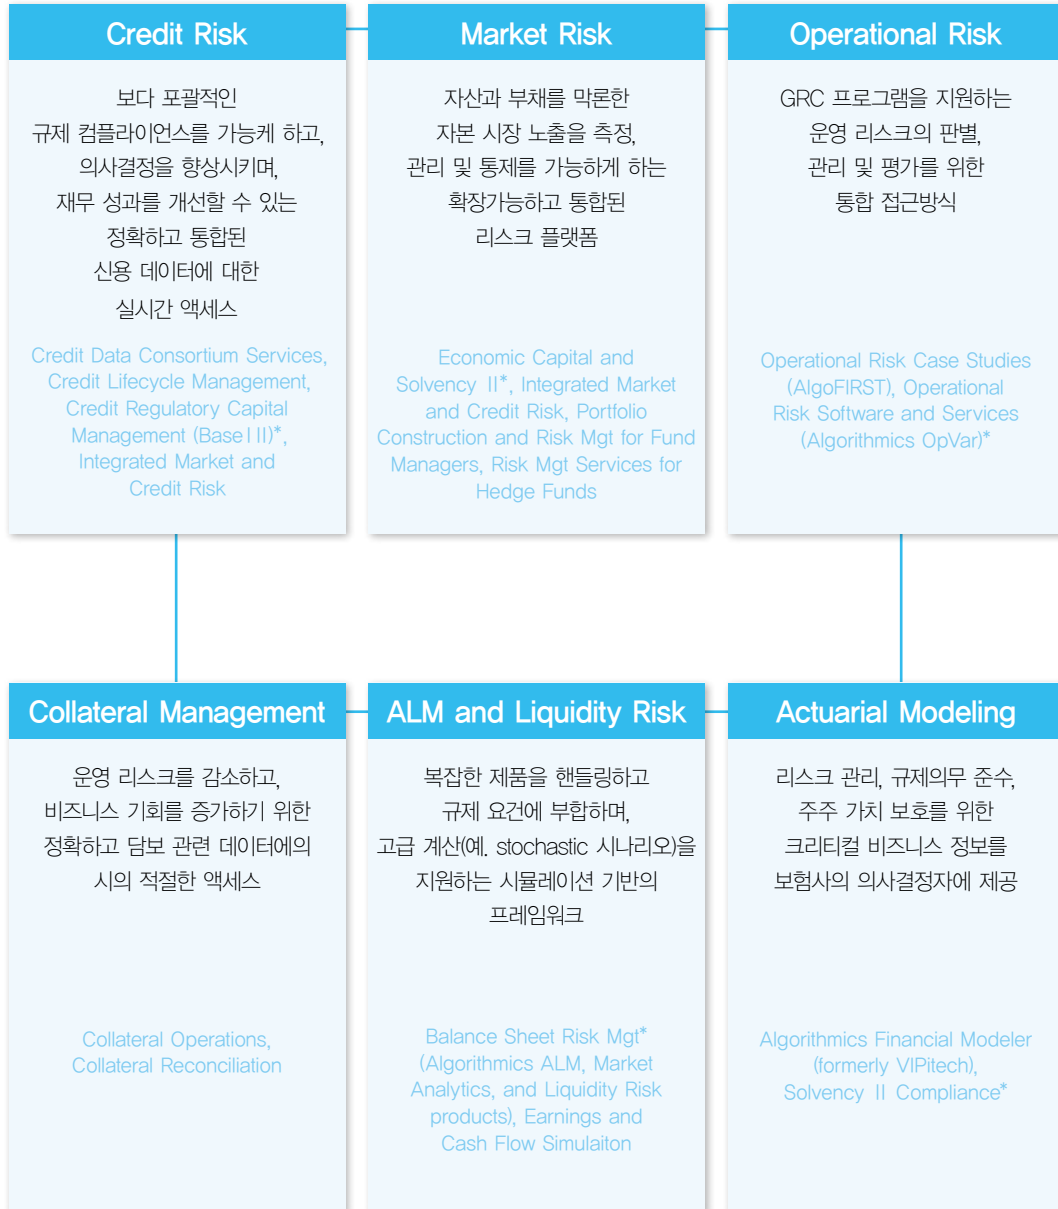 Credit Risk
보다 포괄적인
규제 컴플라이언스를 가능케 하고,
의사결정을 향상시키며,
재무 성과를 개선할 수 있는
정확하고 통합된
신용 데이터에 대한
실시간 액세스
Credit Data Consortium Services,
Credit Lifecycle Management,
Credit Regulatory Capital
Management (Basel II)*,
Integrated Market and
Credit Risk
Market Risk
자산과 부채를 막론한
자본 시장 노출을 측정,
관리 및 통제를 가능하게 하는
확장가능하고 통합된
리스크 플랫폼
Economic Capital and
Solvency II*, Integrated Market
and Credit Risk, Portfolio
Construction and Risk Mgt for Fund
Managers, Risk Mgt Services for
Hedge Funds
Operational Risk
GRC 프로그램을 지원하는
운영 리스크의 판별,
관리 및 평가를 위한
통합 접근방식
Operational Risk Case Studies
(AlgoFIRST), Operational
Risk Software and Services
(Algorithmics OpVar)*
Collateral Management
운영 리스크를 감소하고,
비즈니스 기회를 증가하기 위한
정확하고 담보 관련 데이터에의
시의 적절한 액세스
Collateral Operations,
Collateral Reconciliation
ALM and Liquidity Risk
복잡한 제품을 핸들링하고
규제 요건에 부합하며,
고급 계산(예. stochastic 시나리오)을
지원하는 시뮬레이션 기반의
프레임워크
Balance Sheet Risk Mgt*
(Algorithmics ALM, Market
Analytics, and Liquidity Risk
products), Earnings and
Cash Flow Simulaiton
Actuarial Modeling
리스크 관리, 규제의무 준수,
주주 가치 보호를 위한
크리티컬 비즈니스 정보를
보험사의 의사결정자에 제공
Algorithmics Financial Modeler
(formerly VIPitech),
Solvency II Compliance*